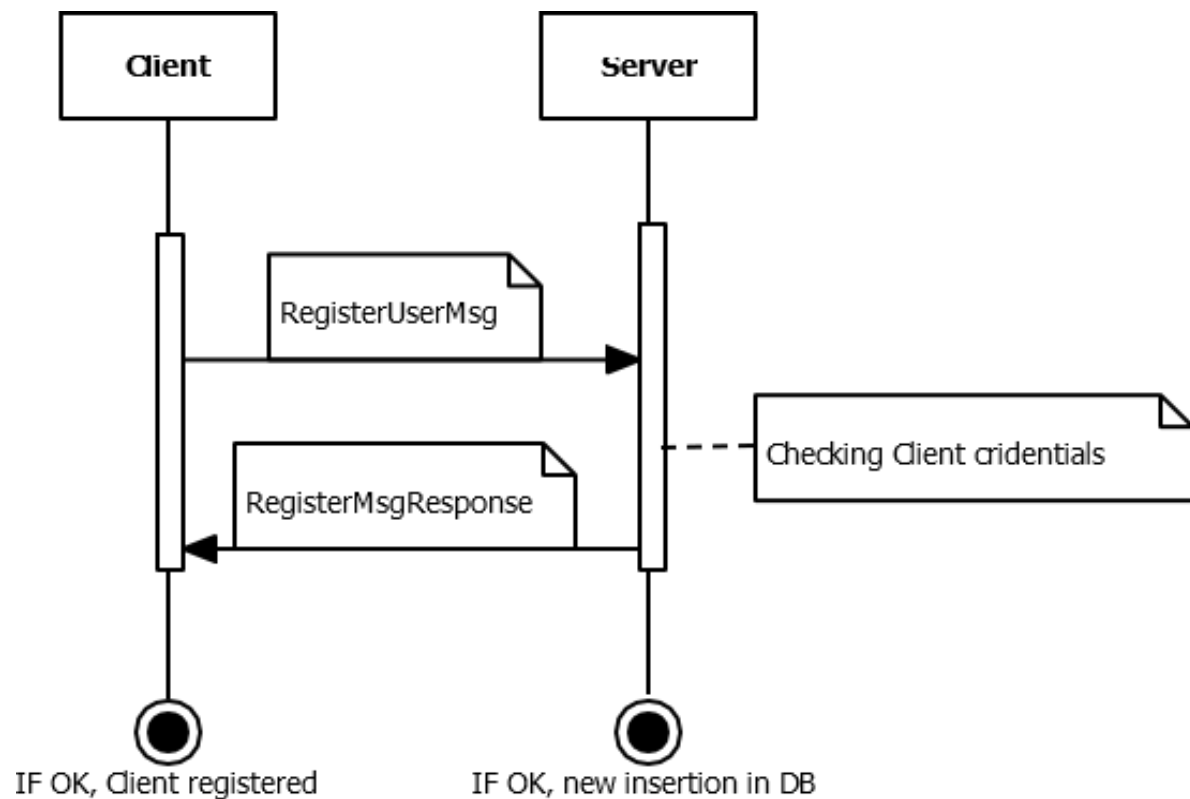 Client
Server
RegisterUserMsg
Checking Client cridentials
RegisterMsgResponse
IF OK, Client registered
IF OK, new insertion in DB